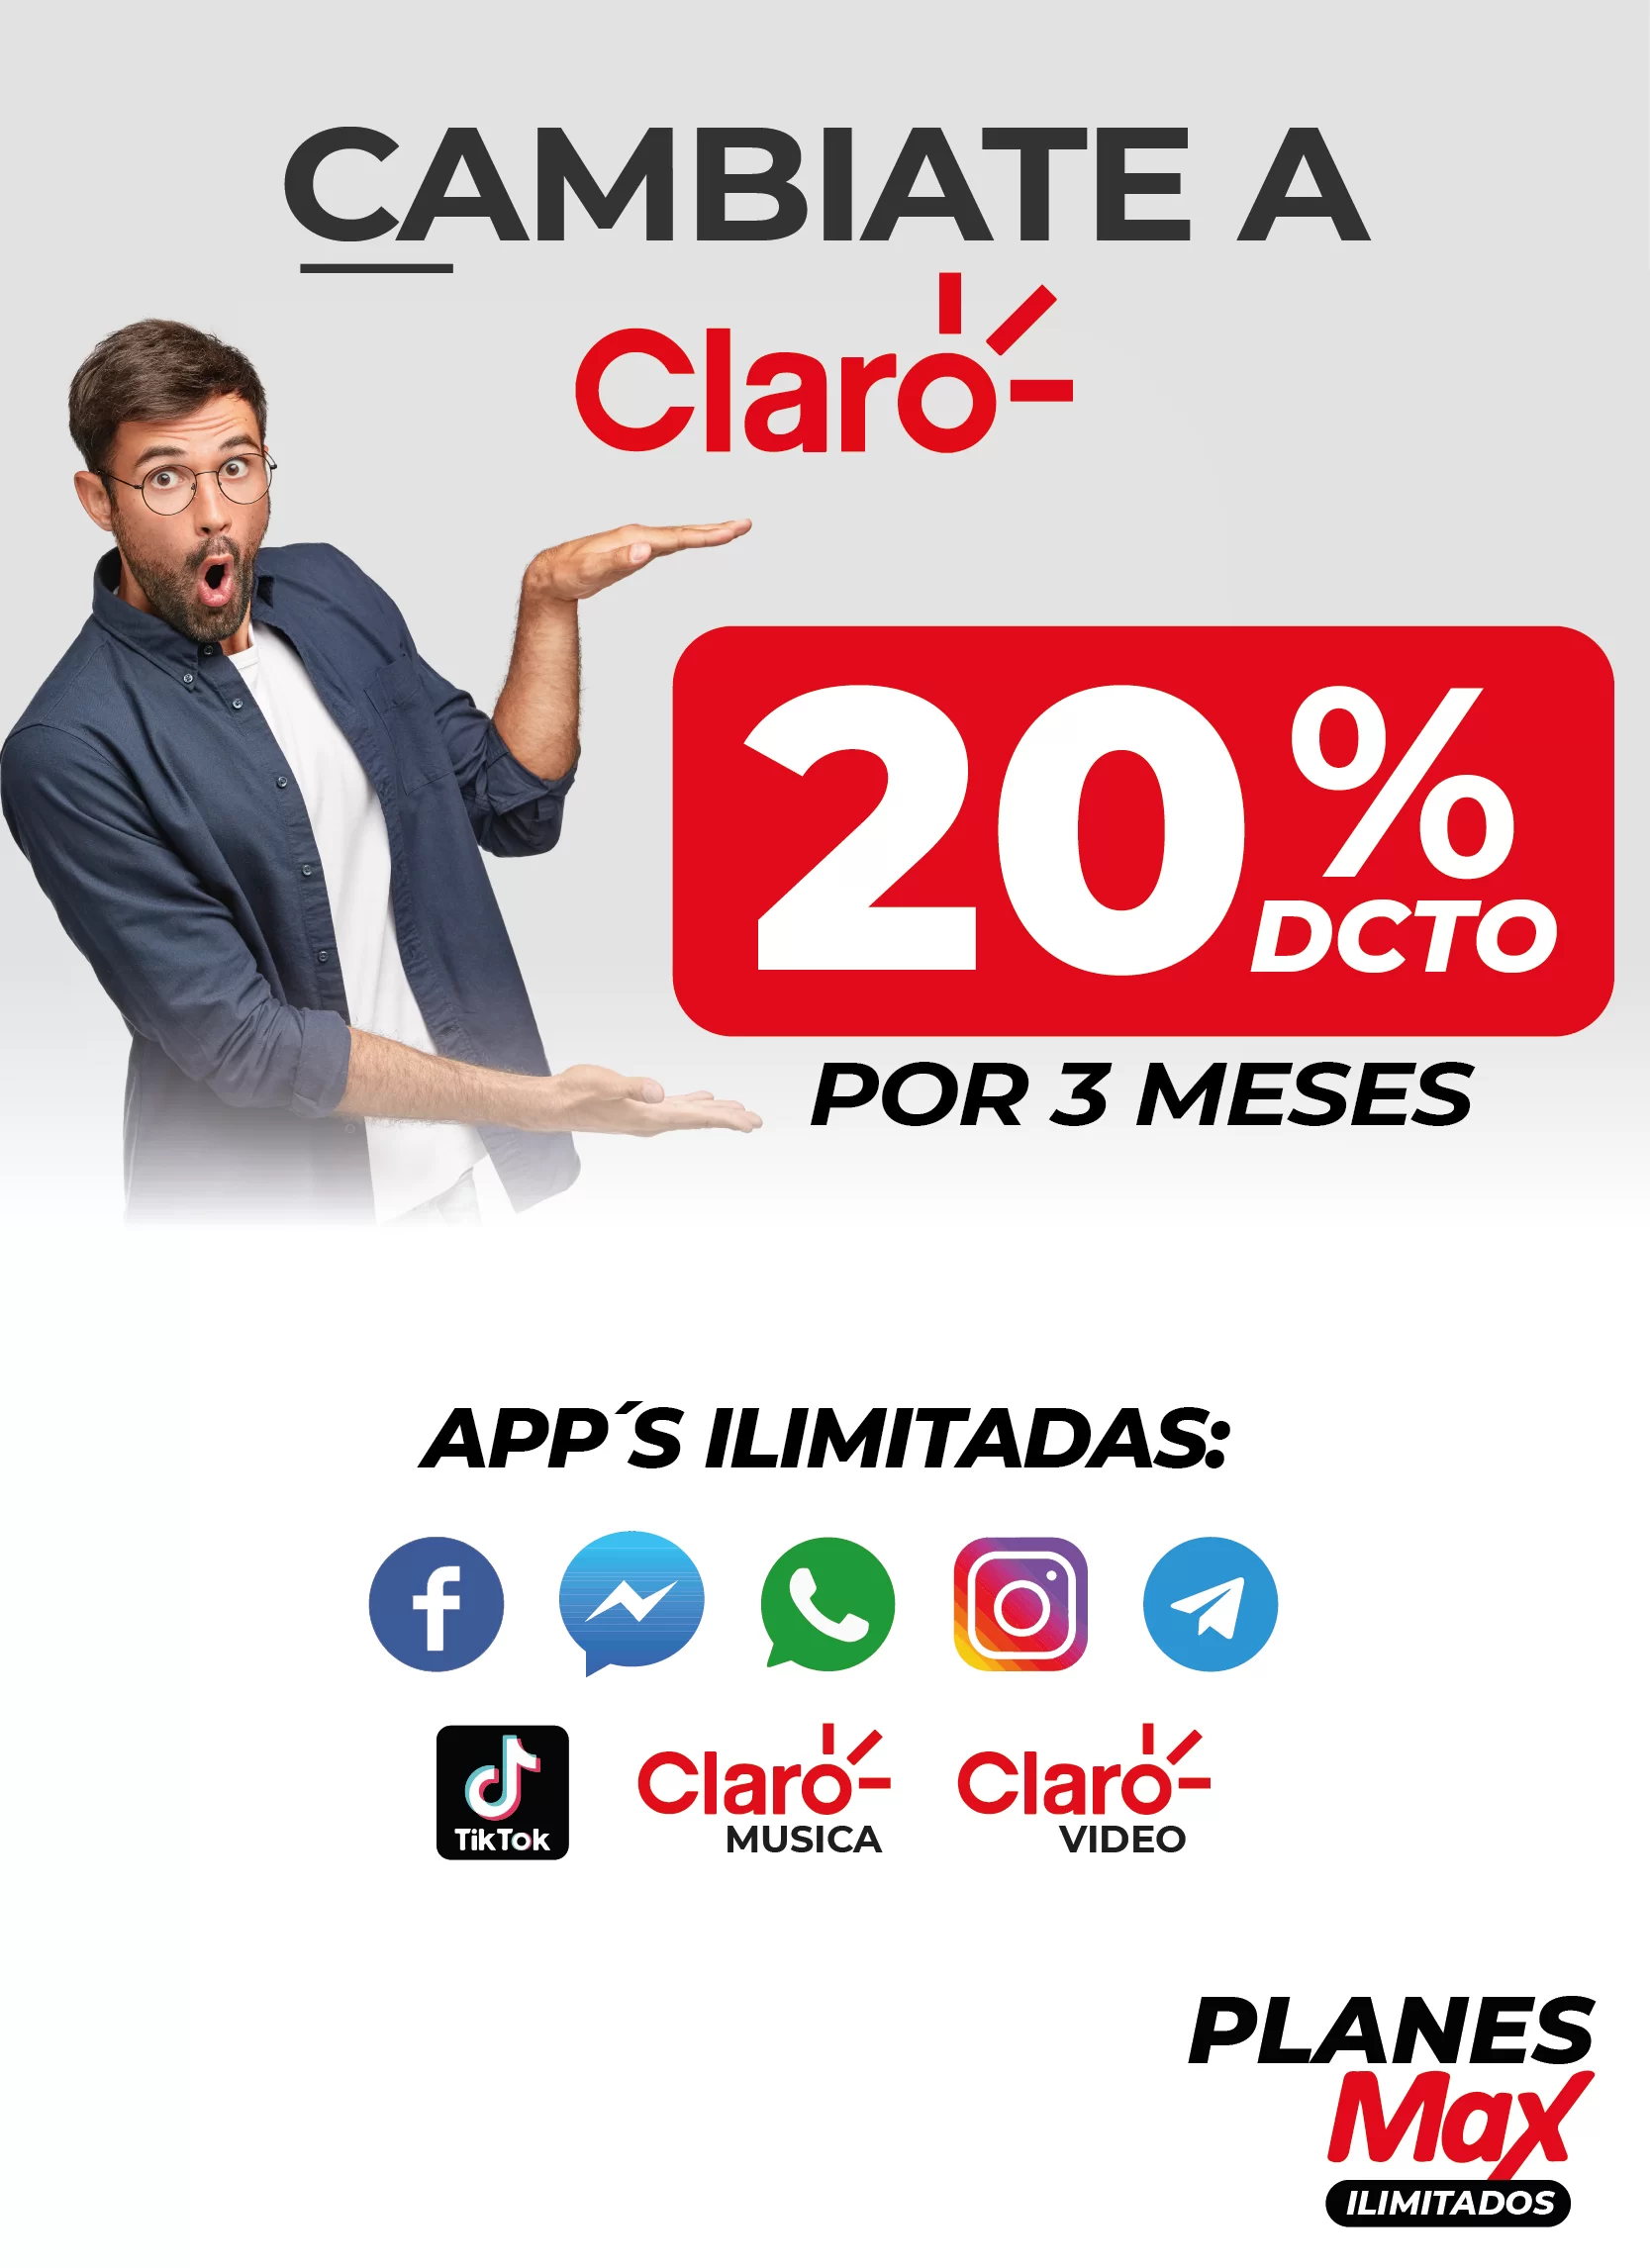 CAMBIATE A
Claro
20%
DCTO
POR 3 MESES
APP´S ILIMITADAS:
TikTok
Claro
MUSICA
Claro
VIDEO
PLANES
Max
ILIMITADOS